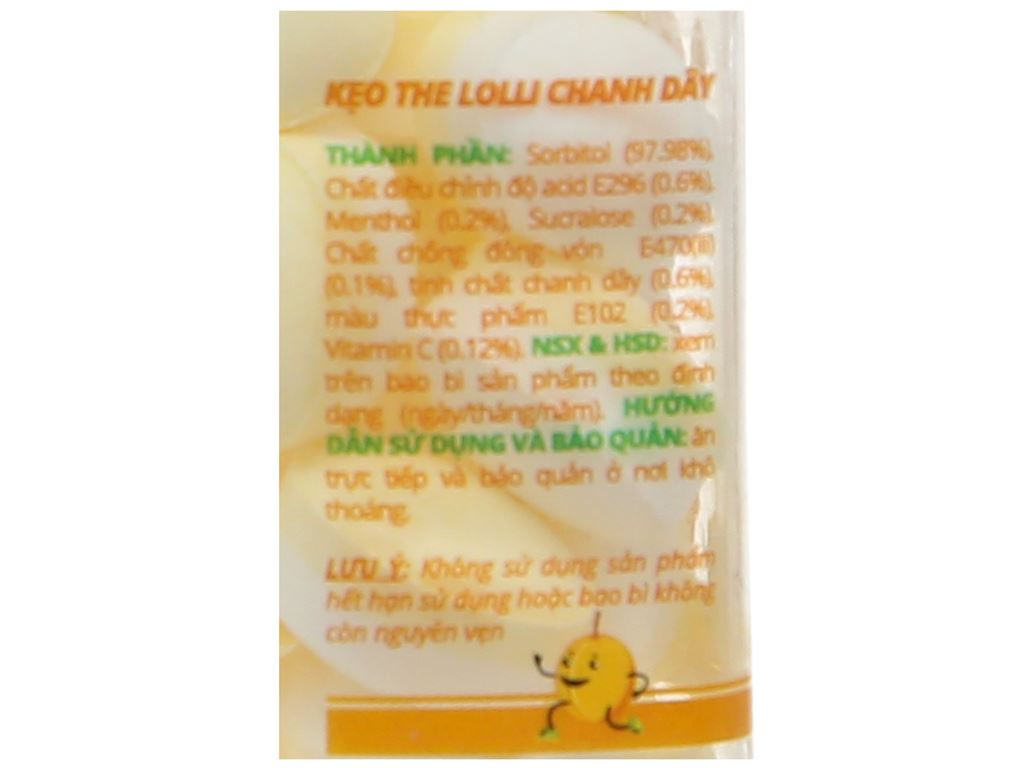 KẸO THE LOLLI CHANH DÂY
THÀNH PHẦN: Sorbitol (97.98%),
Chất điều chỉnh độ acid E296 (0.6%),
Menthol (0.2%), Sucralose (0.2%),
Chất chống đông vón E470(iii)
(0.1%), tinh chất chanh dây (0.6%),
màu thực phẩm E102 (0.2%),
Vitamin C (0.12%). NSX & HSD: xem
trên bao bì sản phẩm theo định
dạng (ngày/tháng/năm). HƯỚNG
DẪN SỬ DỤNG VÀ BẢO QUẢN: ăn
trực tiếp và bảo quản ở nơi khô
thoáng.
LƯU Ý: Không sử dụng sản phẩm
hết hạn sử dụng hoặc bao bì không
còn nguyên vẹn